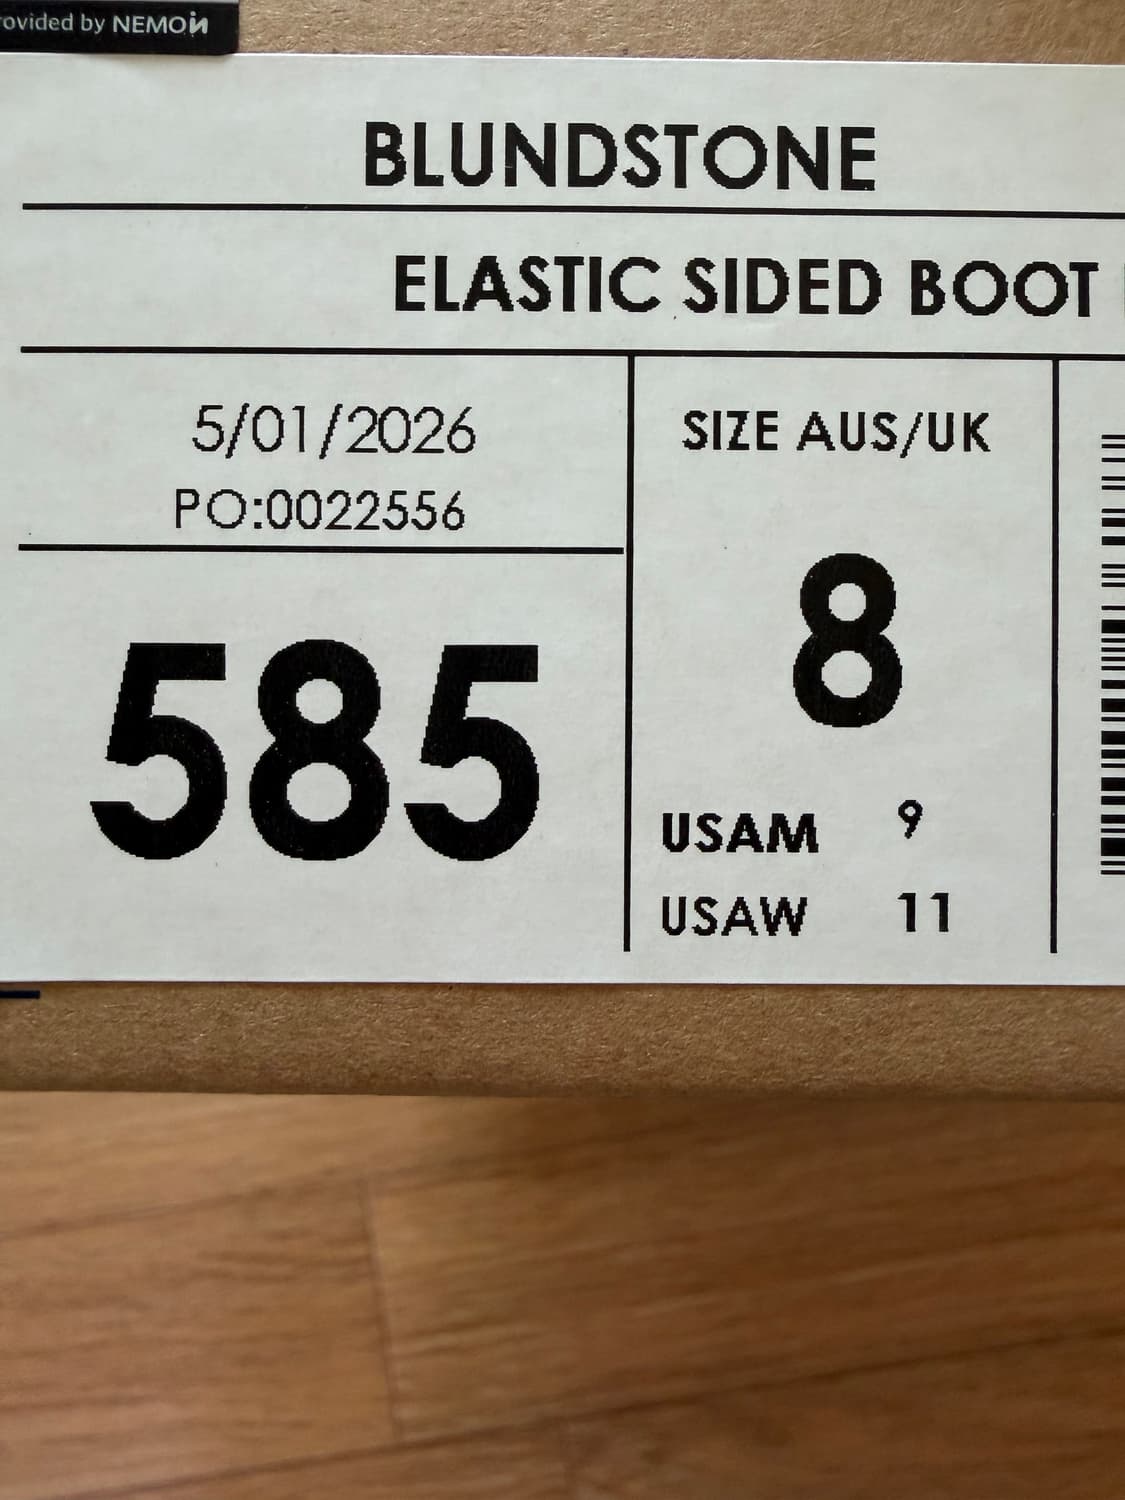 rovided by NEMOй
BLUNDSTONE
ELASTIC SIDED BOOT
5/01/2026
PO:0022556
585
SIZE AUS/UK
8
USAM 9
USAW 11